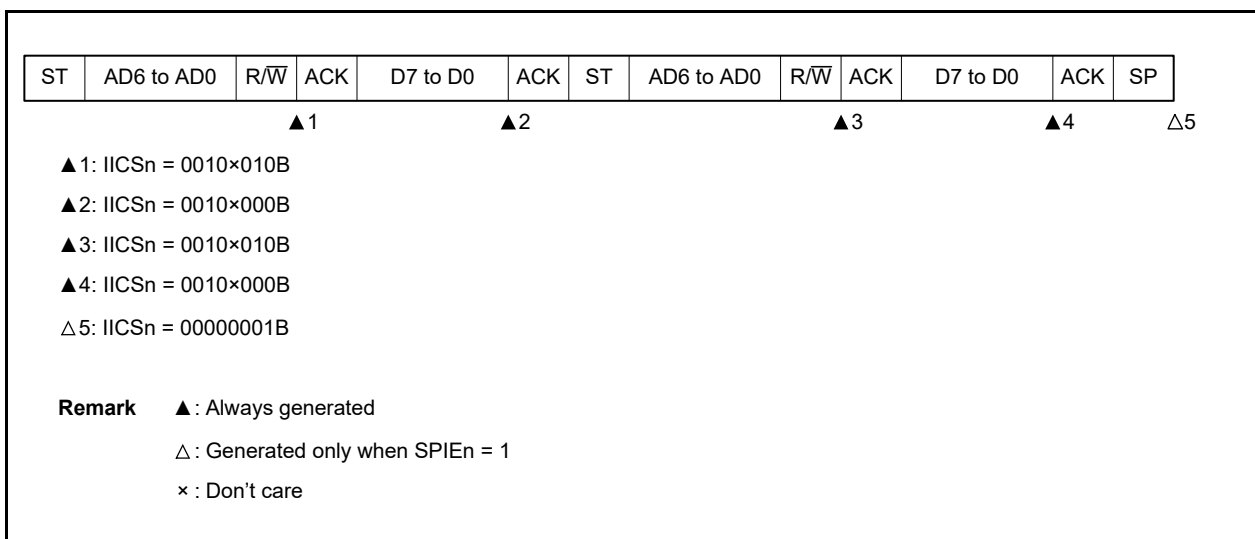 ST AD6 to AD0 R/W̅ ACK D7 to D0 ACK ST AD6 to AD0 R/W̅ ACK D7 to D0 ACK SP
▲1 ▲2 ▲3 ▲4 △5
▲1: IICSn = 0010×010B
▲2: IICSn = 0010×000B
▲3: IICSn = 0010×010B
▲4: IICSn = 0010×000B
△5: IICSn = 00000001B
Remark ▲: Always generated
△: Generated only when SPIEn = 1
×: Don't care